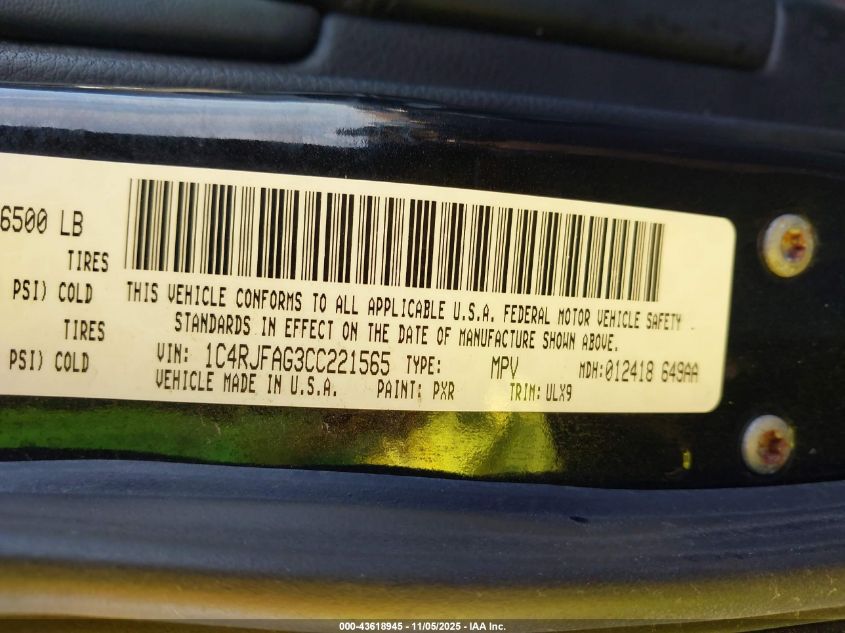 6500 LB
TIRES
PSI) COLD
TIRES
PSI) COLD
THIS VEHICLE CONFORMS TO ALL APPLICABLE U.S.A. FEDERAL MOTOR VEHICLE SAFETY
STANDARDS IN EFFECT ON THE DATE OF MANUFACTURE SHOWN ABOVE.
VIN: 1C4RJFAG3CC221565 TYPE: MPV MDH:012418 649AA
VEHICLE MADE IN U.S.A. PAINT: PXR TRIM: ULX9
000-43618945 - 11/05/2025 - IAA Inc.